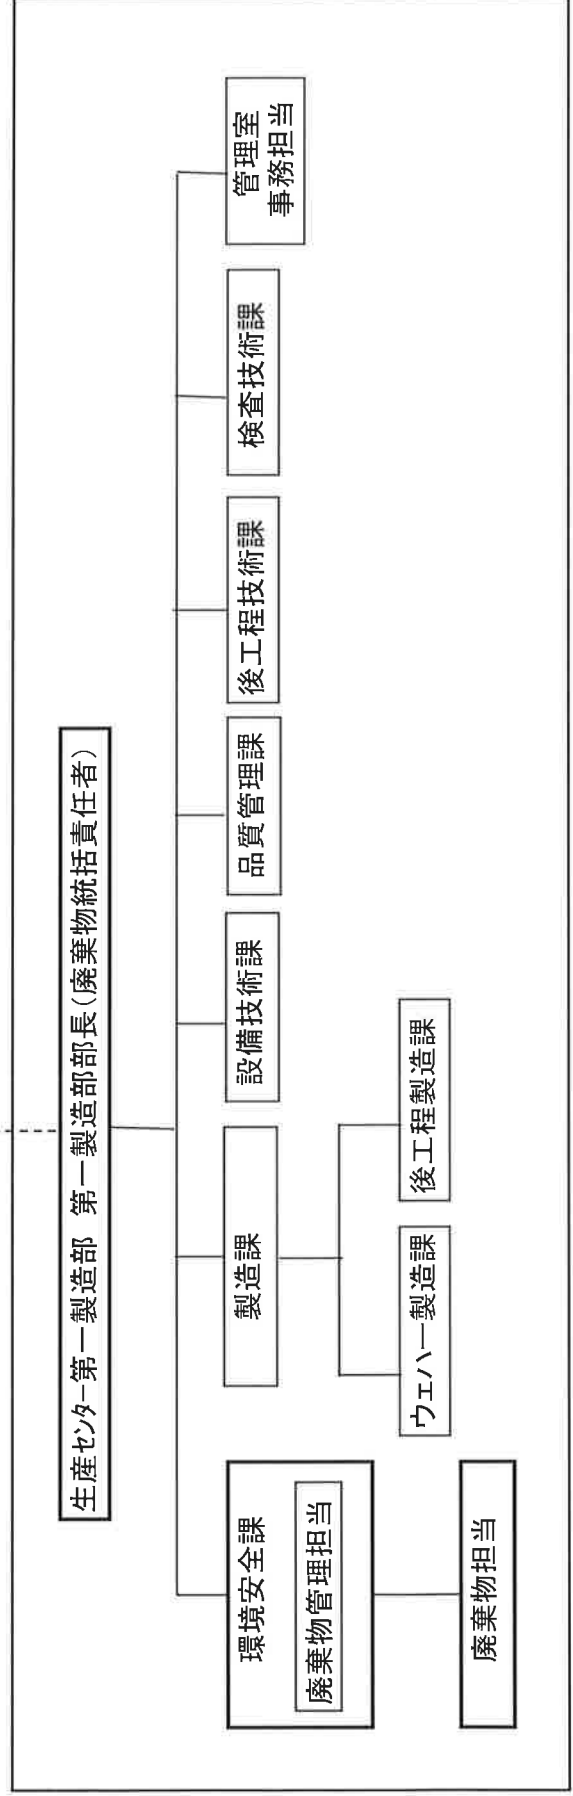 生産センター第一製造部 第一製造部部長(廃棄物統括責任者)
環境安全課
廃棄物管理担当
廃棄物担当
製造課
ウェハー製造課
後工程製造課
設備技術課
品質管理課
後工程技術課
検査技術課
管理室
事務担当